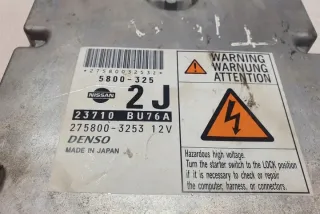 *27580032531*
5800-325
NISSAN
2J
23710 BU76A
275800-3253 12V
DENSO
MADE IN JAPAN
WARNING
WARNUNG
ATTENTION
Hazardous high voltage.
Turn the starter switch to the LOCK position
if it is necessary to check or repair
the computer, harness, or connectors.